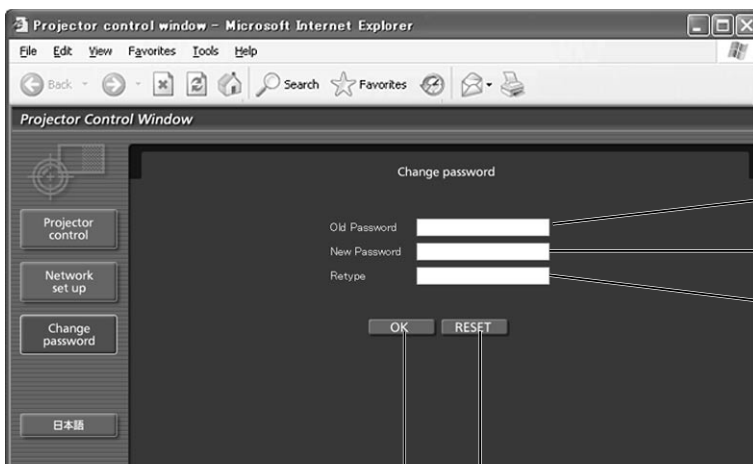 Projector control window - Microsoft Internet Explorer
File Edit View Favorites Tools Help
Back Search Favorites
Projector Control Window
Change password
Projector
control
Network
set up
Change
password
日本語
Old Password
New Password
Retype
OK RESET